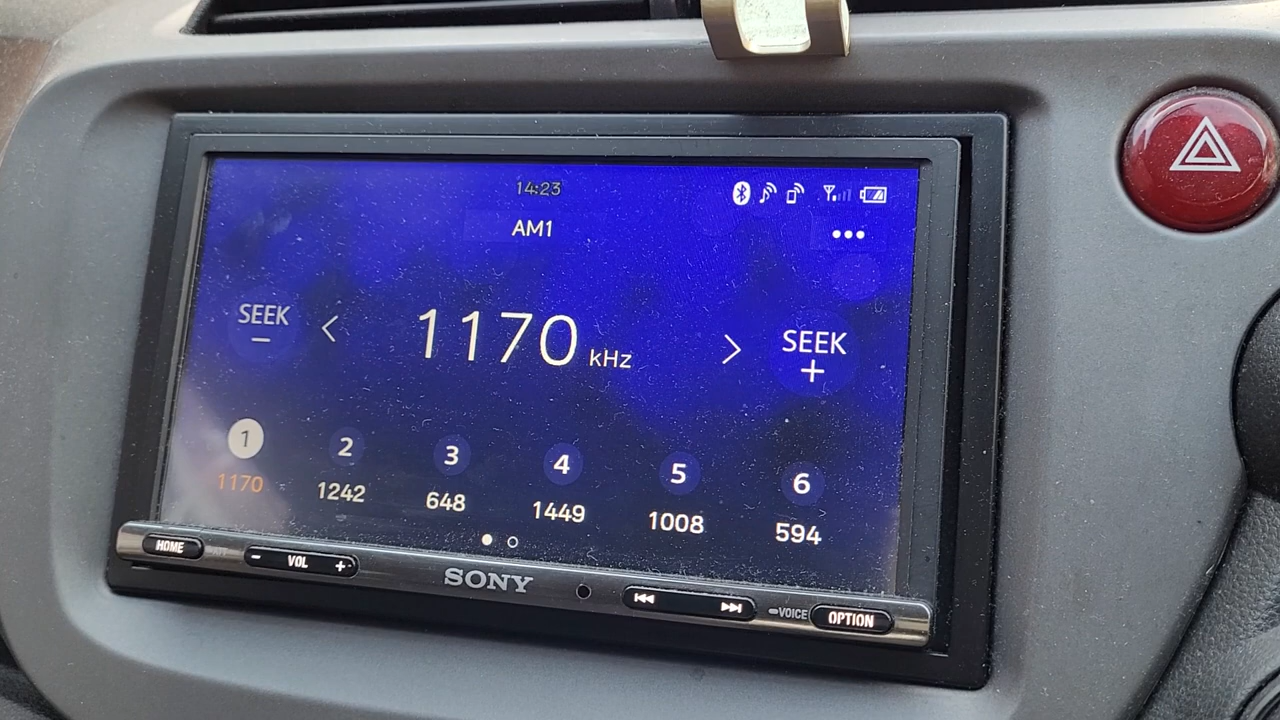 14:23
AM1
SEEK
−
1170 kHz
SEEK
+
1 2 3 4 5 6
1170 1242 648 1449 1008 594
HOME
− VOL +
SONY
VOICE
OPTION